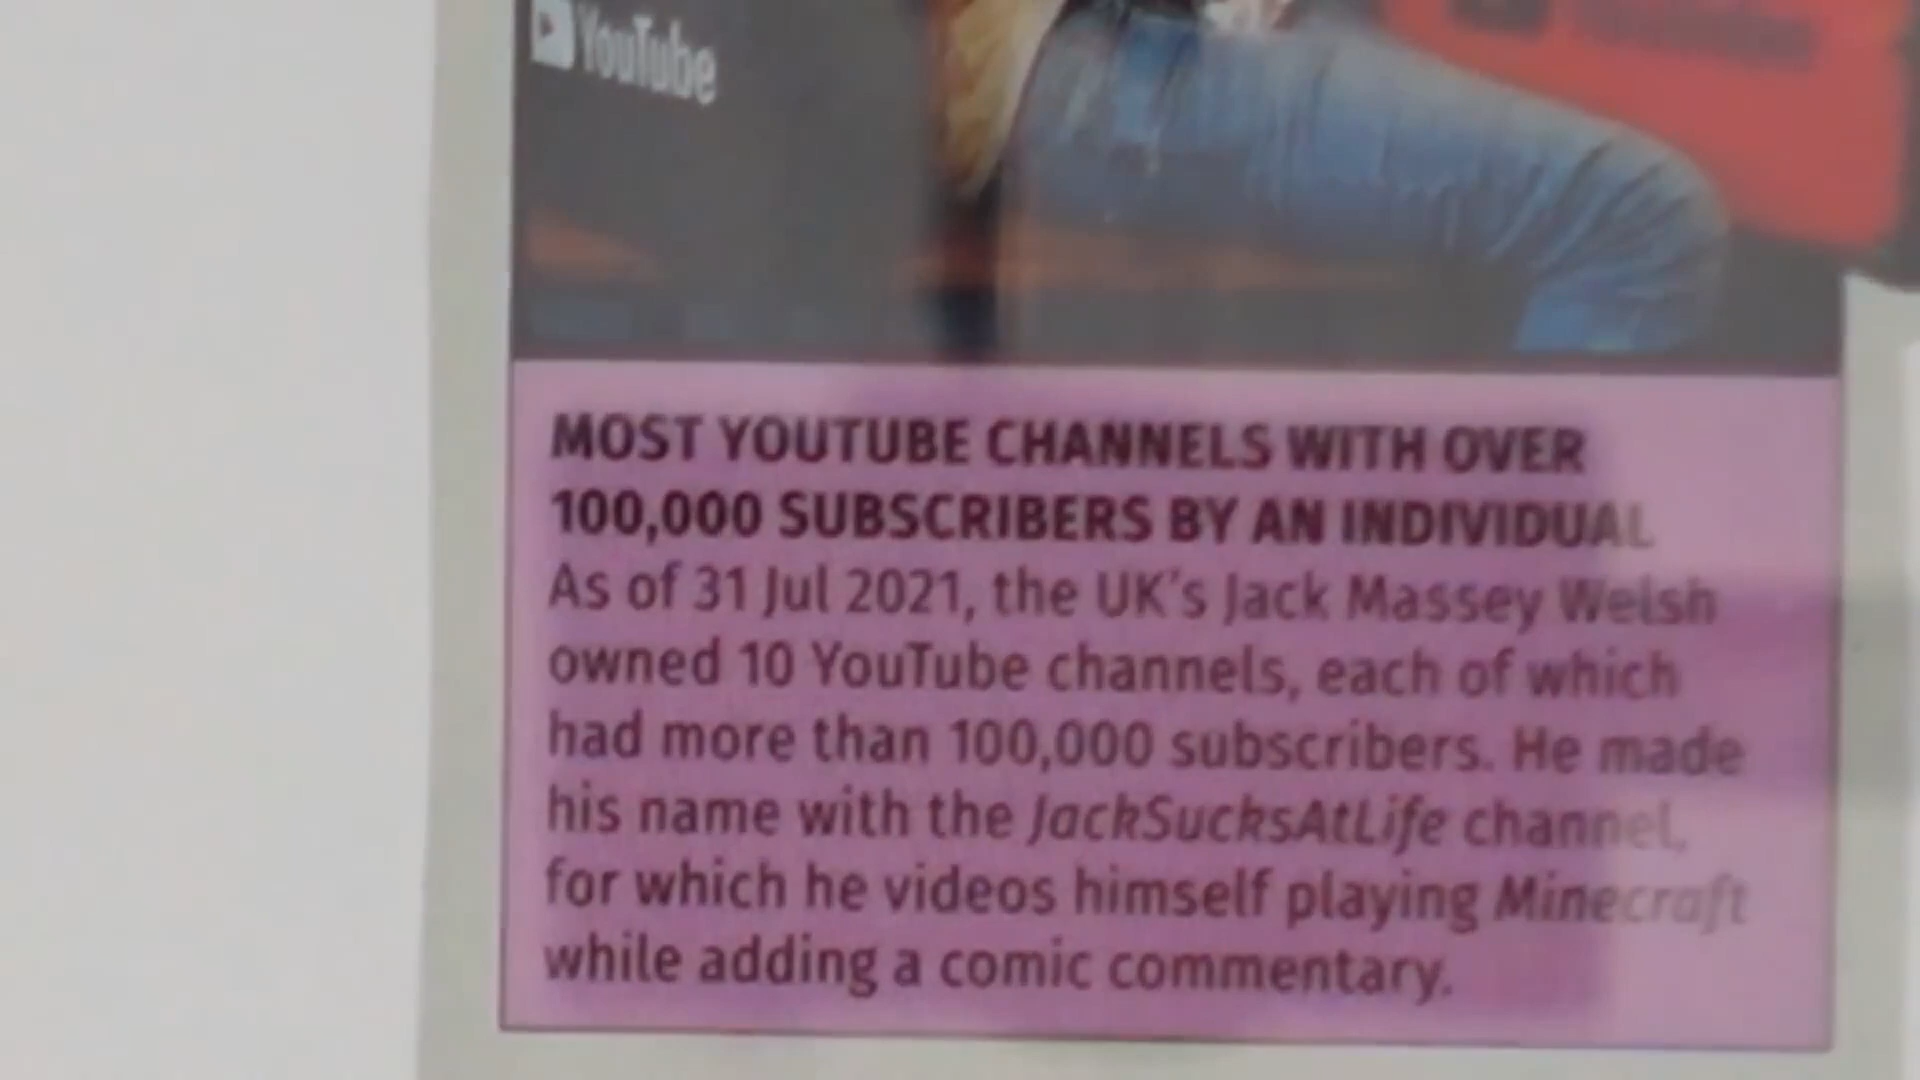 YouTube
MOST YOUTUBE CHANNELS WITH OVER
100,000 SUBSCRIBERS BY AN INDIVIDUAL
As of 31 Jul 2021, the UK's Jack Massey Welsh
owned 10 YouTube channels, each of which
had more than 100,000 subscribers. He made
his name with the JackSucksAtLife channel,
for which he videos himself playing Minecraft
while adding a comic commentary.